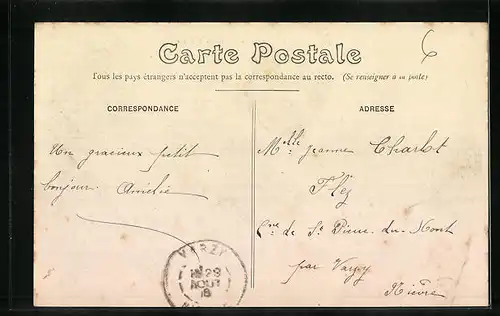 Carte Postale
6
Tous les pays étrangers n'acceptent pas la correspondance au recto. (Se renseigner à la poste)
CORRESPONDANCE
ADRESSE
Un gracieux petit
bonjour. Amélie
Melle Jeanne Charlot
Flez
Cne de St Pierre-du-Mont
par Varzy
Nièvre
VARZY
29
AOUT